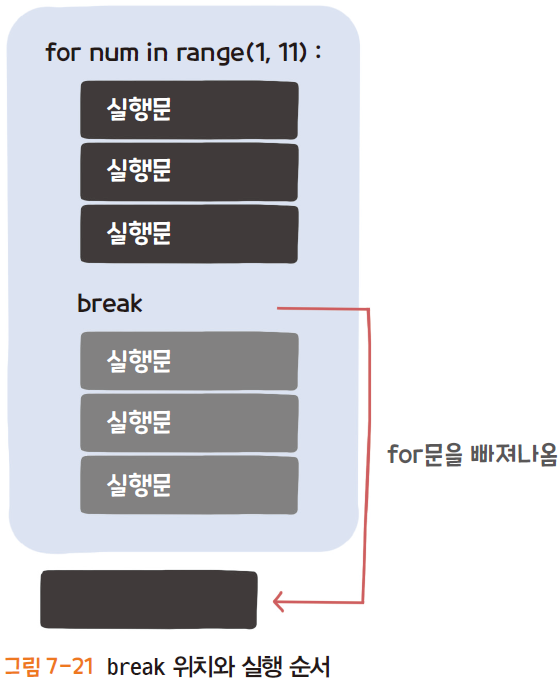 for num in range(1, 11) :
실행문
실행문
실행문
break
실행문
실행문
실행문
for문을 빠져나옴
그림 7-21 break 위치와 실행 순서